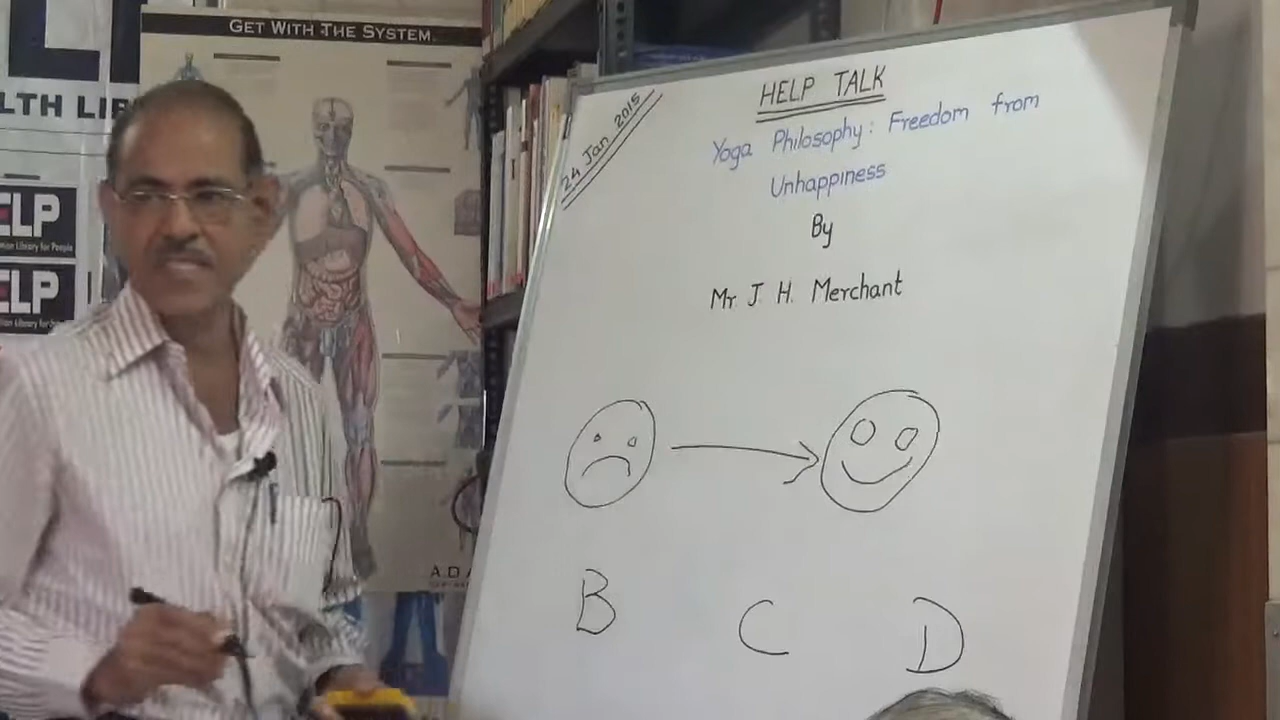 GET WITH THE SYSTEM.
LTH LIB
ELP
ELP
A.D.A
24 Jan 2015
HELP TALK
Yoga Philosophy: Freedom from
Unhappiness
By
Mr J H. Merchant
B C D